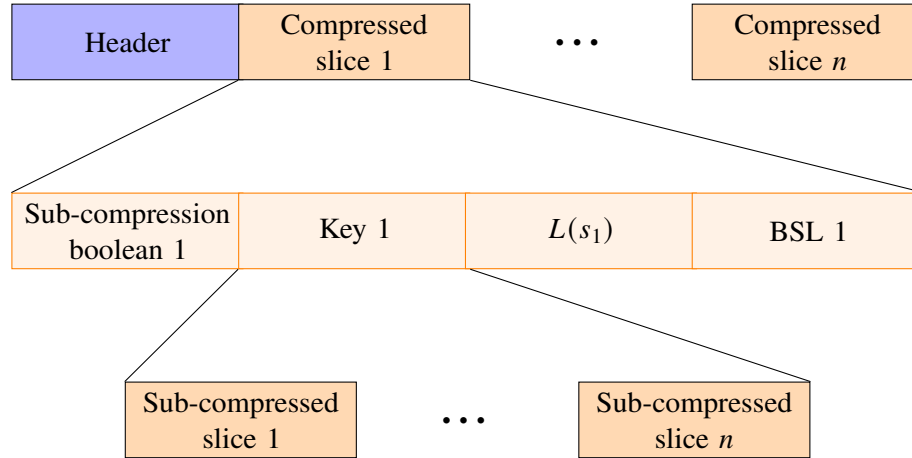 Header
Compressed
slice 1
...
Compressed
slice n
Sub-compression
boolean 1
Key 1
L(s₁)
BSL 1
Sub-compressed
slice 1
...
Sub-compressed
slice n